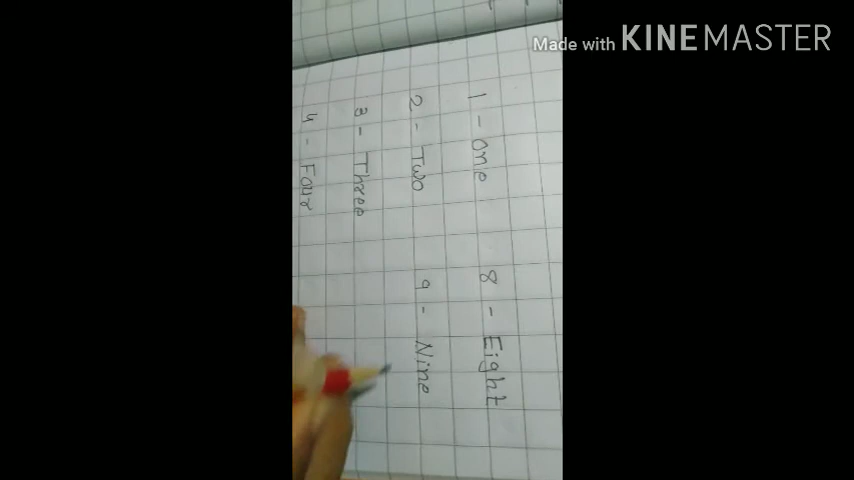 Made with KINEMASTER
1 - One
2 - Two
3 - Three
4 - Four
8 - Eight
9 - Nine